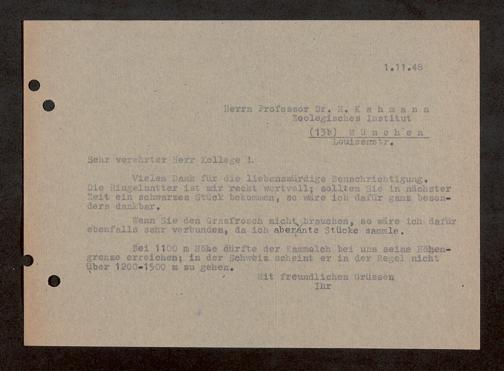 1.11.48
Herrn Professor Dr. H. K a h m a n n
Zoologisches Institut
(13b) M ü n c h e n
Louisenstr.
Sehr verehrter Herr Kollege !
Vielen Dank für die liebenswürdige Benachrichtigung.
Die Ringelnatter ist mir recht wertvoll; sollten Sie in nächster
Zeit ein schwarzes Stück bekommen, so wäre ich dafür ganz beson-
ders dankbar.
Wenn Sie den Grasfrosch nicht brauchen, so wäre ich dafür
ebenfalls sehr verbunden, da ich aberante Stücke sammle.
Bei 1100 m Höhe dürfte der Kammolch bei uns seine Höhen-
grenze erreichen; in der Schweiz scheint er in der Regel nicht
über 1200-1500 m zu gehen.
Mit freundlichen Grüssen
Ihr